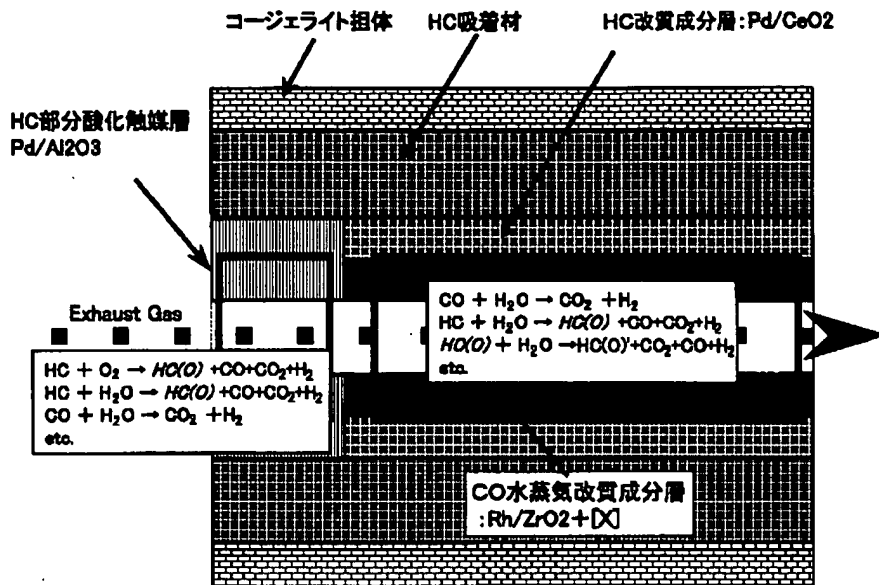 コージェライト担体
HC吸着材
HC改質成分層:Pd/CeO2
HC部分酸化触媒層
Pd/Al2O3
Exhaust Gas
HC + O₂ → HC(O) +CO+CO₂+H₂
HC + H₂O → HC(O) +CO+CO₂+H₂
CO + H₂O → CO₂ +H₂
etc.
CO + H₂O → CO₂ +H₂
HC + H₂O → HC(O) +CO+CO₂+H₂
HC(O) + H₂O →HC(O)'+CO₂+CO+H₂
etc.
CO水蒸気改質成分層
:Rh/ZrO2+[X]